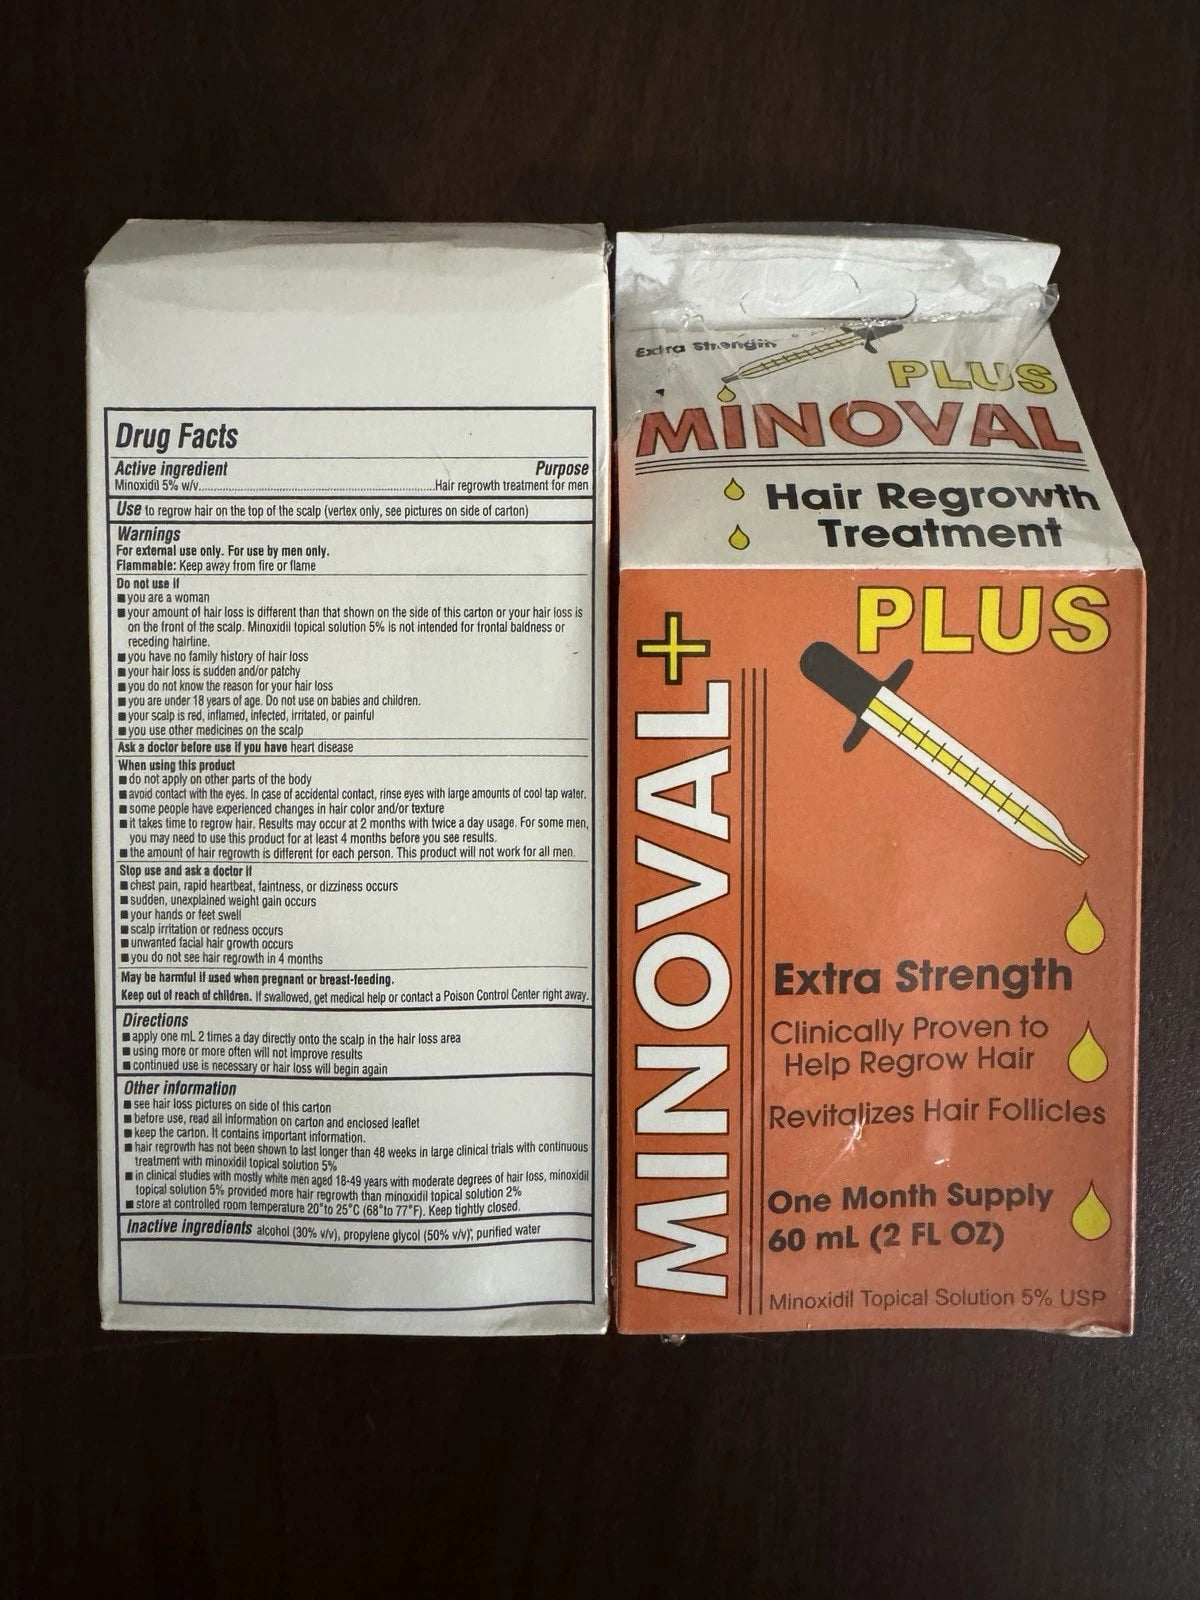 Drug Facts
Active ingredient Purpose
Minoxidil 5% w/v..........Hair regrowth treatment for men
Use to regrow hair on the top of the scalp (vertex only, see pictures on side of carton)
Warnings
For external use only. For use by men only.
Flammable: Keep away from fire or flame
Do not use if
■ you are a woman
■ your amount of hair loss is different than that shown on the side of this carton or your hair loss is
on the front of the scalp. Minoxidil topical solution 5% is not intended for frontal baldness or
receding hairline.
■ you have no family history of hair loss
■ your hair loss is sudden and/or patchy
■ you do not know the reason for your hair loss
■ you are under 18 years of age. Do not use on babies and children.
■ your scalp is red, inflamed, infected, irritated, or painful
■ you use other medicines on the scalp
Ask a doctor before use if you have heart disease
When using this product
■ do not apply on other parts of the body
■ avoid contact with the eyes. In case of accidental contact, rinse eyes with large amounts of cool tap water.
■ some people have experienced changes in hair color and/or texture
■ it takes time to regrow hair. Results may occur at 2 months with twice a day usage. For some men,
you may need to use this product for at least 4 months before you see results.
■ the amount of hair regrowth is different for each person. This product will not work for all men.
Stop use and ask a doctor if
■ chest pain, rapid heartbeat, faintness, or dizziness occurs
■ sudden, unexplained weight gain occurs
■ your hands or feet swell
■ scalp irritation or redness occurs
■ unwanted facial hair growth occurs
■ you do not see hair regrowth in 4 months
May be harmful if used when pregnant or breast-feeding.
Keep out of reach of children. If swallowed, get medical help or contact a Poison Control Center right away.
Directions
■ apply one mL 2 times a day directly onto the scalp in the hair loss area
■ using more or more often will not improve results
■ continued use is necessary or hair loss will begin again
Other information
■ see hair loss pictures on side of this carton
■ before use, read all information on carton and enclosed leaflet
■ keep the carton. It contains important information.
■ hair regrowth has not been shown to last longer than 48 weeks in large clinical trials with continuous
treatment with minoxidil topical solution 5%
■ in clinical studies with mostly white men aged 18-49 years with moderate degrees of hair loss, minoxidil
topical solution 5% provided more hair regrowth than minoxidil topical solution 2%
■ store at controlled room temperature 20° to 25°C (68° to 77°F). Keep tightly closed.
Inactive ingredients alcohol (30% v/v), propylene glycol (50% v/v), purified water
Extra Strength
PLUS
MINOVAL
Hair Regrowth
Treatment
PLUS
MINOVAL+
Extra Strength
Clinically Proven to
Help Regrow Hair
Revitalizes Hair Follicles
One Month Supply
60 mL (2 FL OZ)
Minoxidil Topical Solution 5% USP